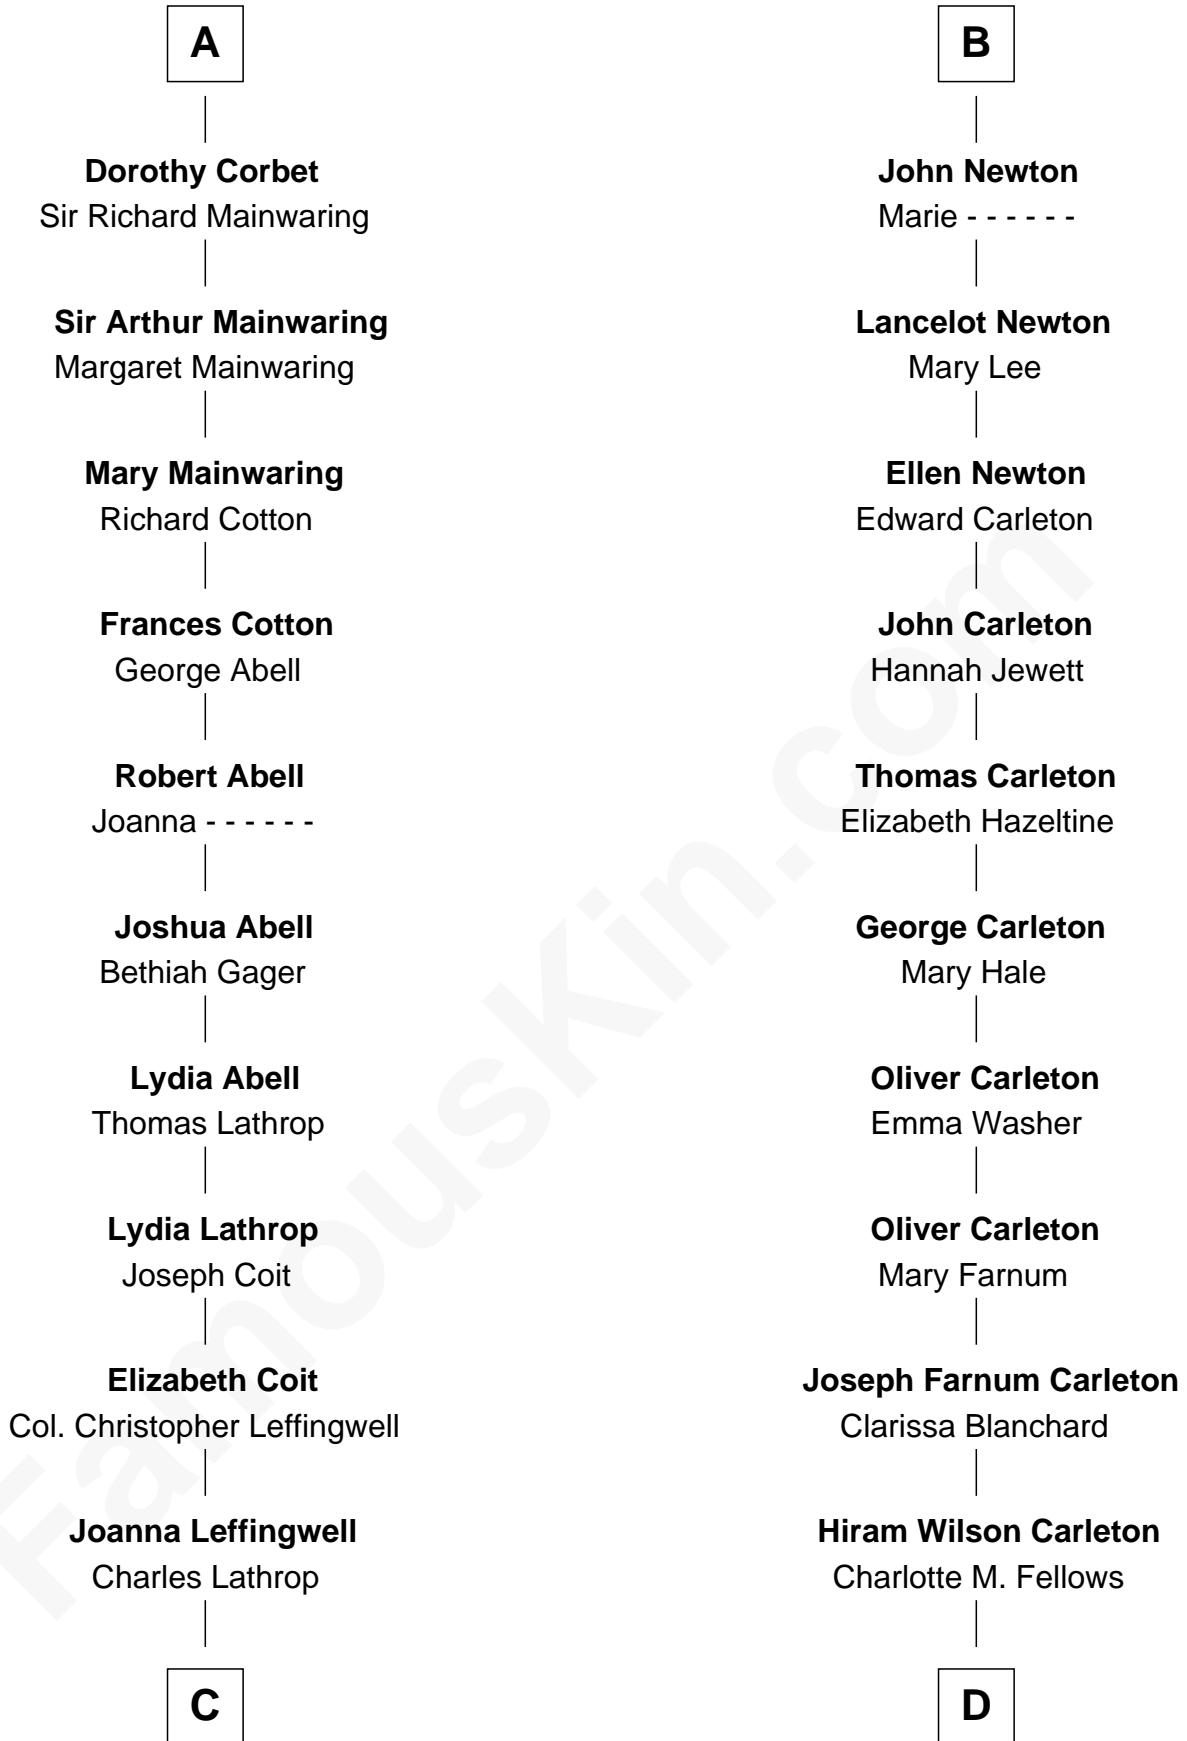 A
Dorothy Corbet
Sir Richard Mainwaring
Sir Arthur Mainwaring
Margaret Mainwaring
Mary Mainwaring
Richard Cotton
Frances Cotton
George Abell
Robert Abell
Joanna - - - - - -
Joshua Abell
Bethiah Gager
Lydia Abell
Thomas Lathrop
Lydia Lathrop
Joseph Coit
Elizabeth Coit
Col. Christopher Leffingwell
Joanna Leffingwell
Charles Lathrop
C
B
John Newton
Marie - - - - - -
Lancelot Newton
Mary Lee
Ellen Newton
Edward Carleton
John Carleton
Hannah Jewett
Thomas Carleton
Elizabeth Hazeltine
George Carleton
Mary Hale
Oliver Carleton
Emma Washer
Oliver Carleton
Mary Farnum
Joseph Farnum Carleton
Clarissa Blanchard
Hiram Wilson Carleton
Charlotte M. Fellows
D
FamousKin.com